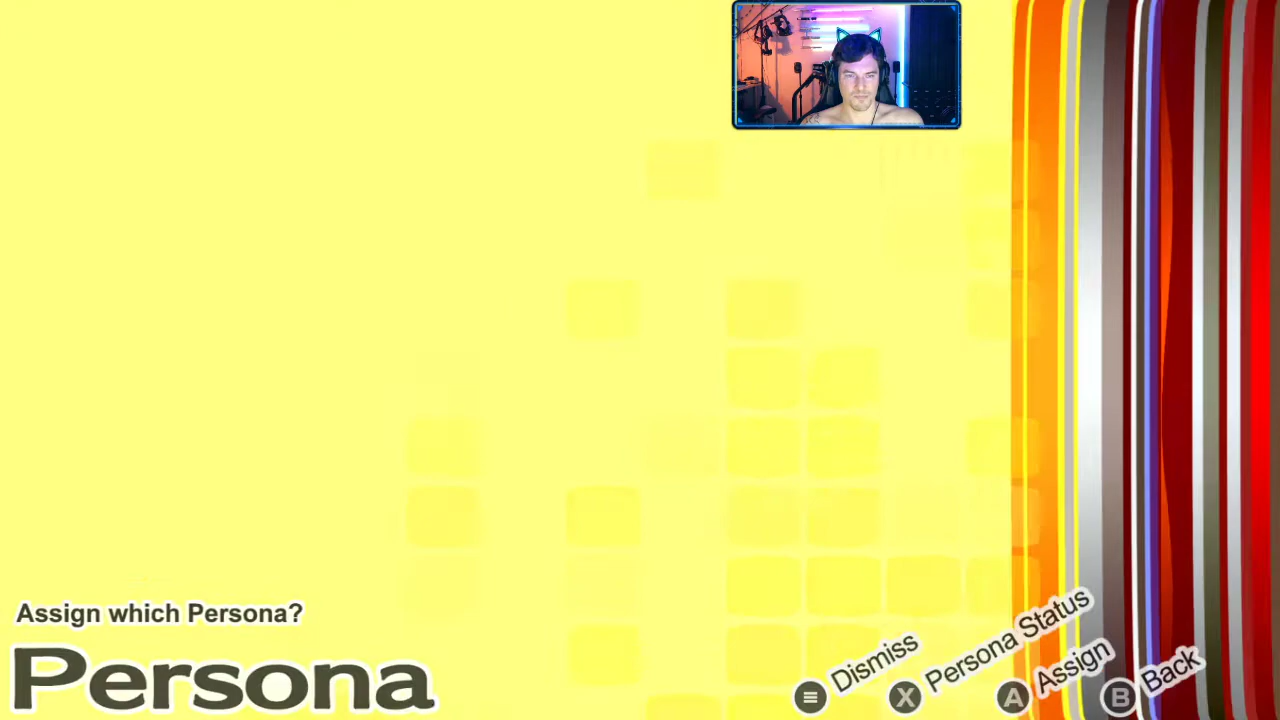 Assign which Persona?
Persona
Dismiss
X Persona Status
A Assign
B Back